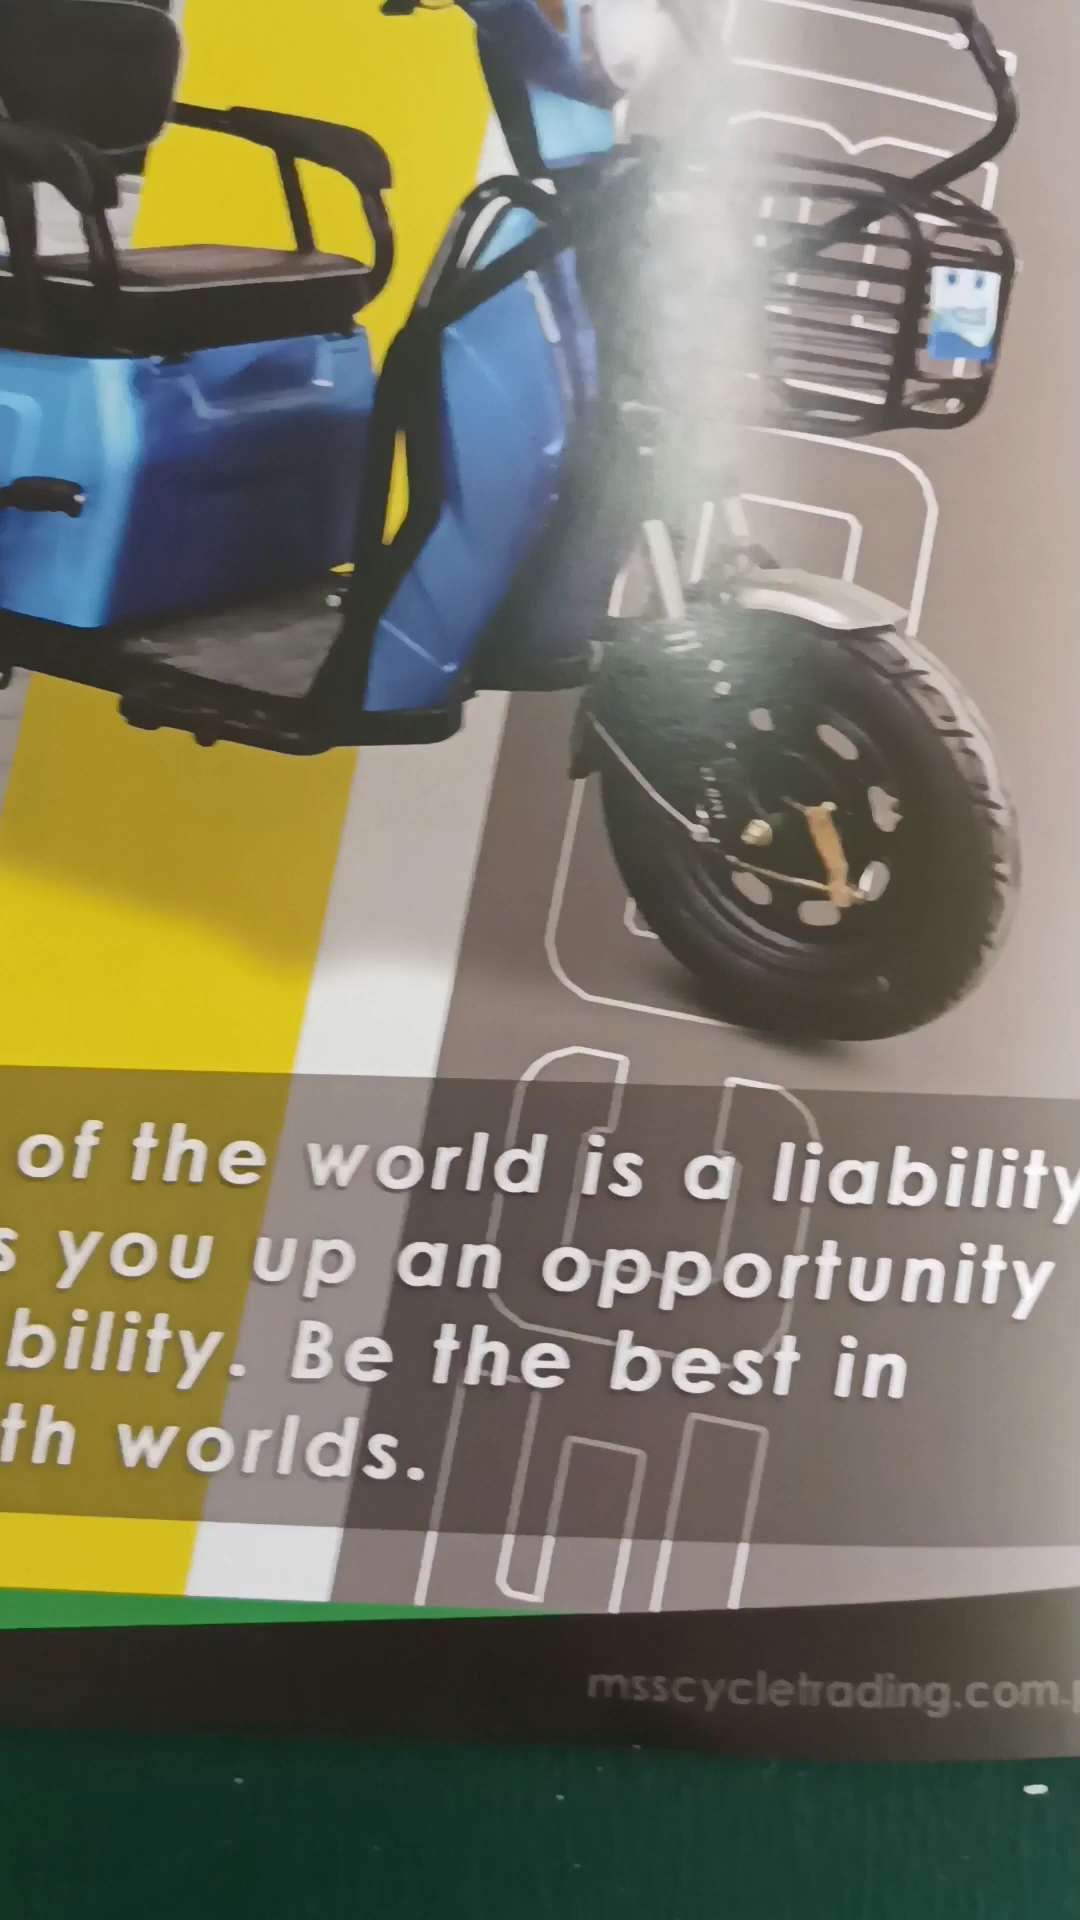 of the world is a liability
you up an opportunity
bility. Be the best in
th worlds.
msscycletrading.com.p